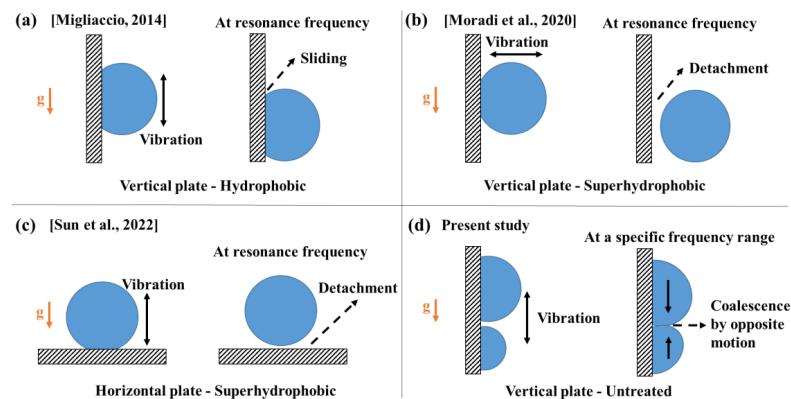 (a) [Migliaccio, 2014]
At resonance frequency
Sliding
g
Vibration
Vertical plate - Hydrophobic
(b) [Moradi et al., 2020]
At resonance frequency
Vibration
Detachment
g
Vertical plate - Superhydrophobic
(c) [Sun et al., 2022]
At resonance frequency
Vibration
Detachment
g
Horizontal plate - Superhydrophobic
(d) Present study
At a specific frequency range
g
Vibration
Coalescence
by opposite
motion
Vertical plate - Untreated